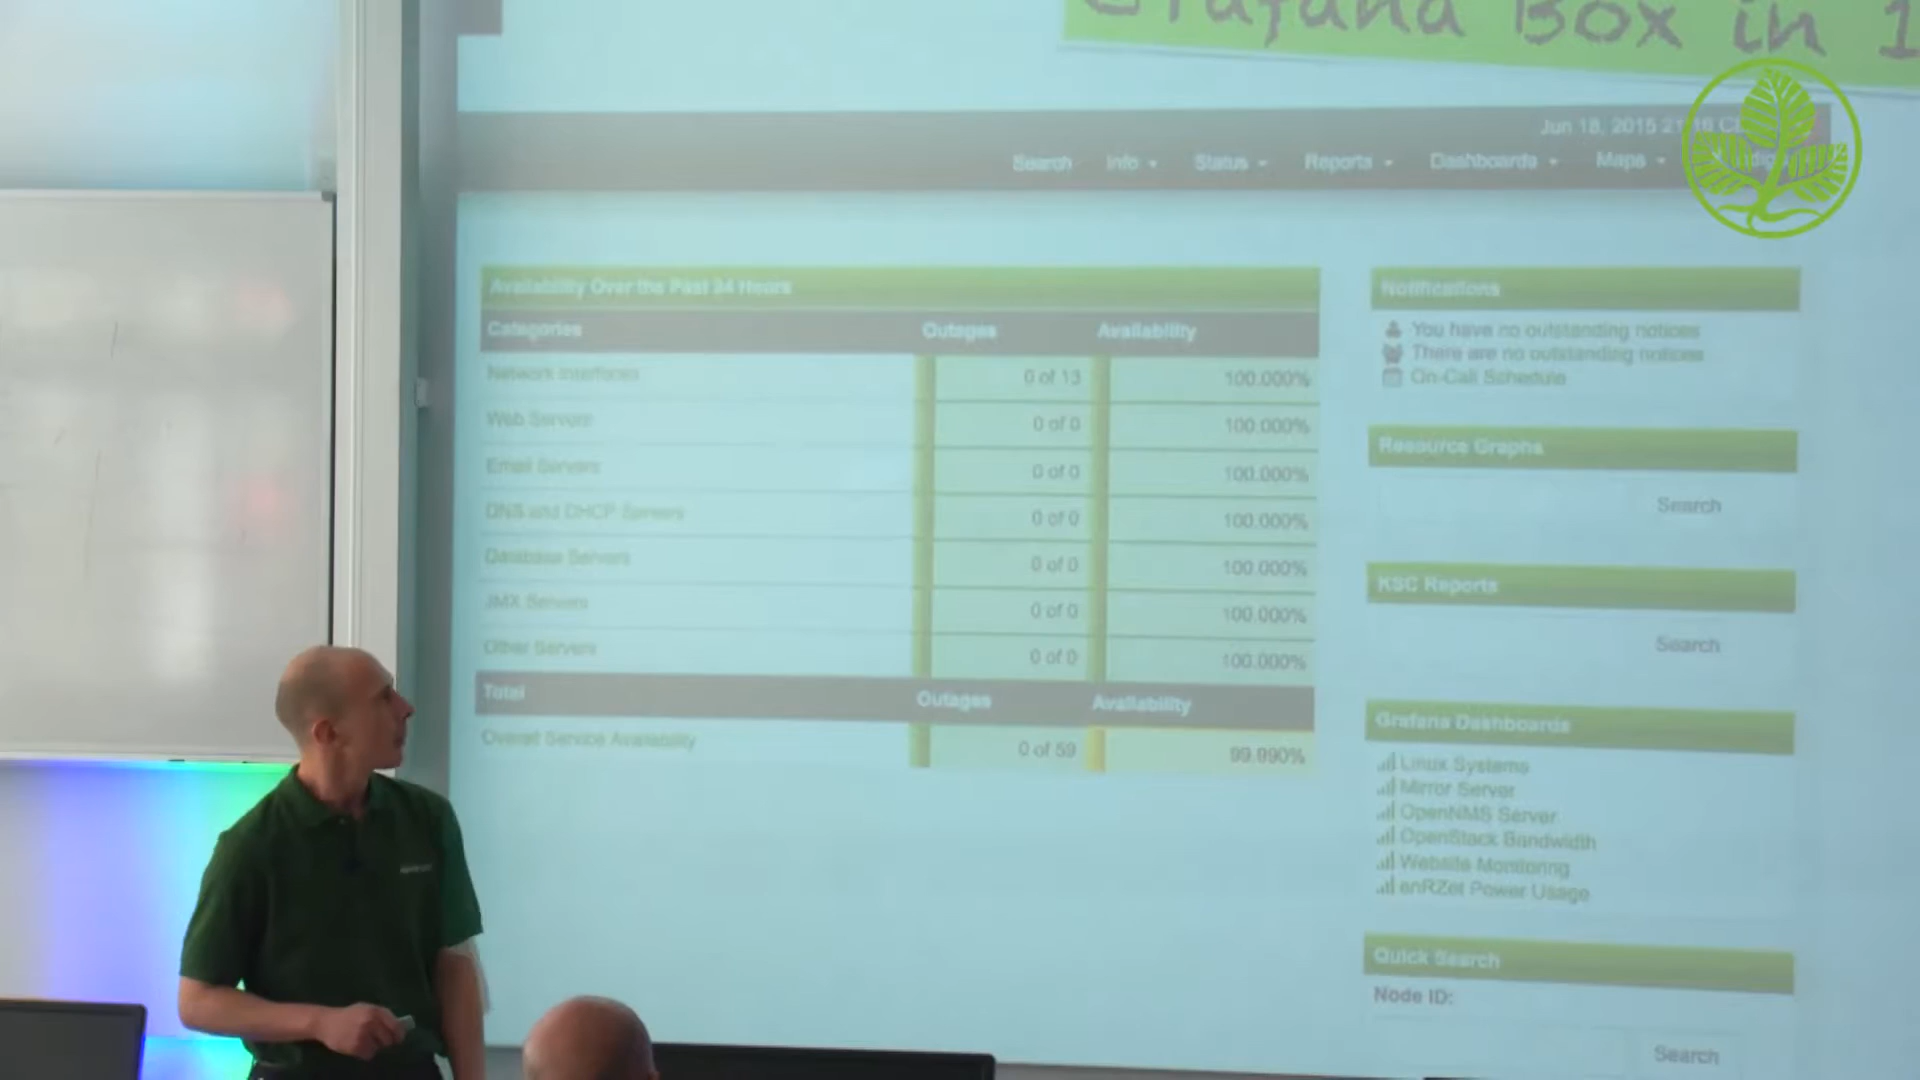 Grafana Box in 1
Jun 18, 2015 21:16
Search Info Status Reports Dashboards Maps
Availability Over the Past 24 Hours
Categories Outages Availability
Network Interfaces 0 of 13 100.000%
Web Servers 0 of 0 100.000%
Email Servers 0 of 0 100.000%
DNS and DHCP Servers 0 of 0 100.000%
Database Servers 0 of 0 100.000%
JMX Servers 0 of 0 100.000%
Other Servers 0 of 0 100.000%
Total Outages Availability
Overall Service Availability 0 of 59 99.990%
Notifications
You have no outstanding notices
There are no outstanding notices
On-Call Schedule
Resource Graphs
Search
KSC Reports
Search
Grafana Dashboards
Linux Systems
Mirror Server
OpenNMS Server
OpenStack Bandwidth
Website Monitoring
enRZet Power Usage
Quick Search
Node ID:
Search